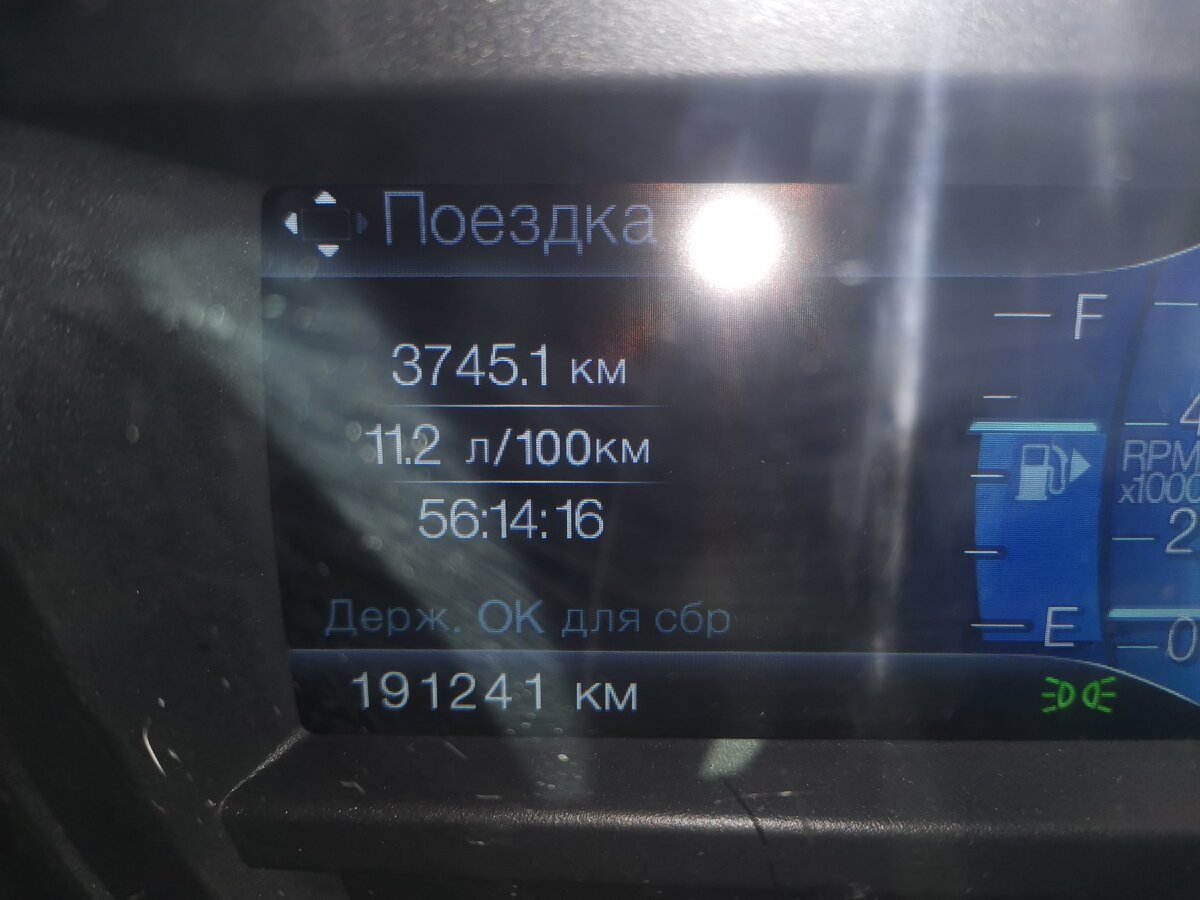 Поездка
3745.1 км
11.2 л/100км
56:14:16
Держ. OK для сбр
191241 км
F
E
4
RPM
x1000
2
0